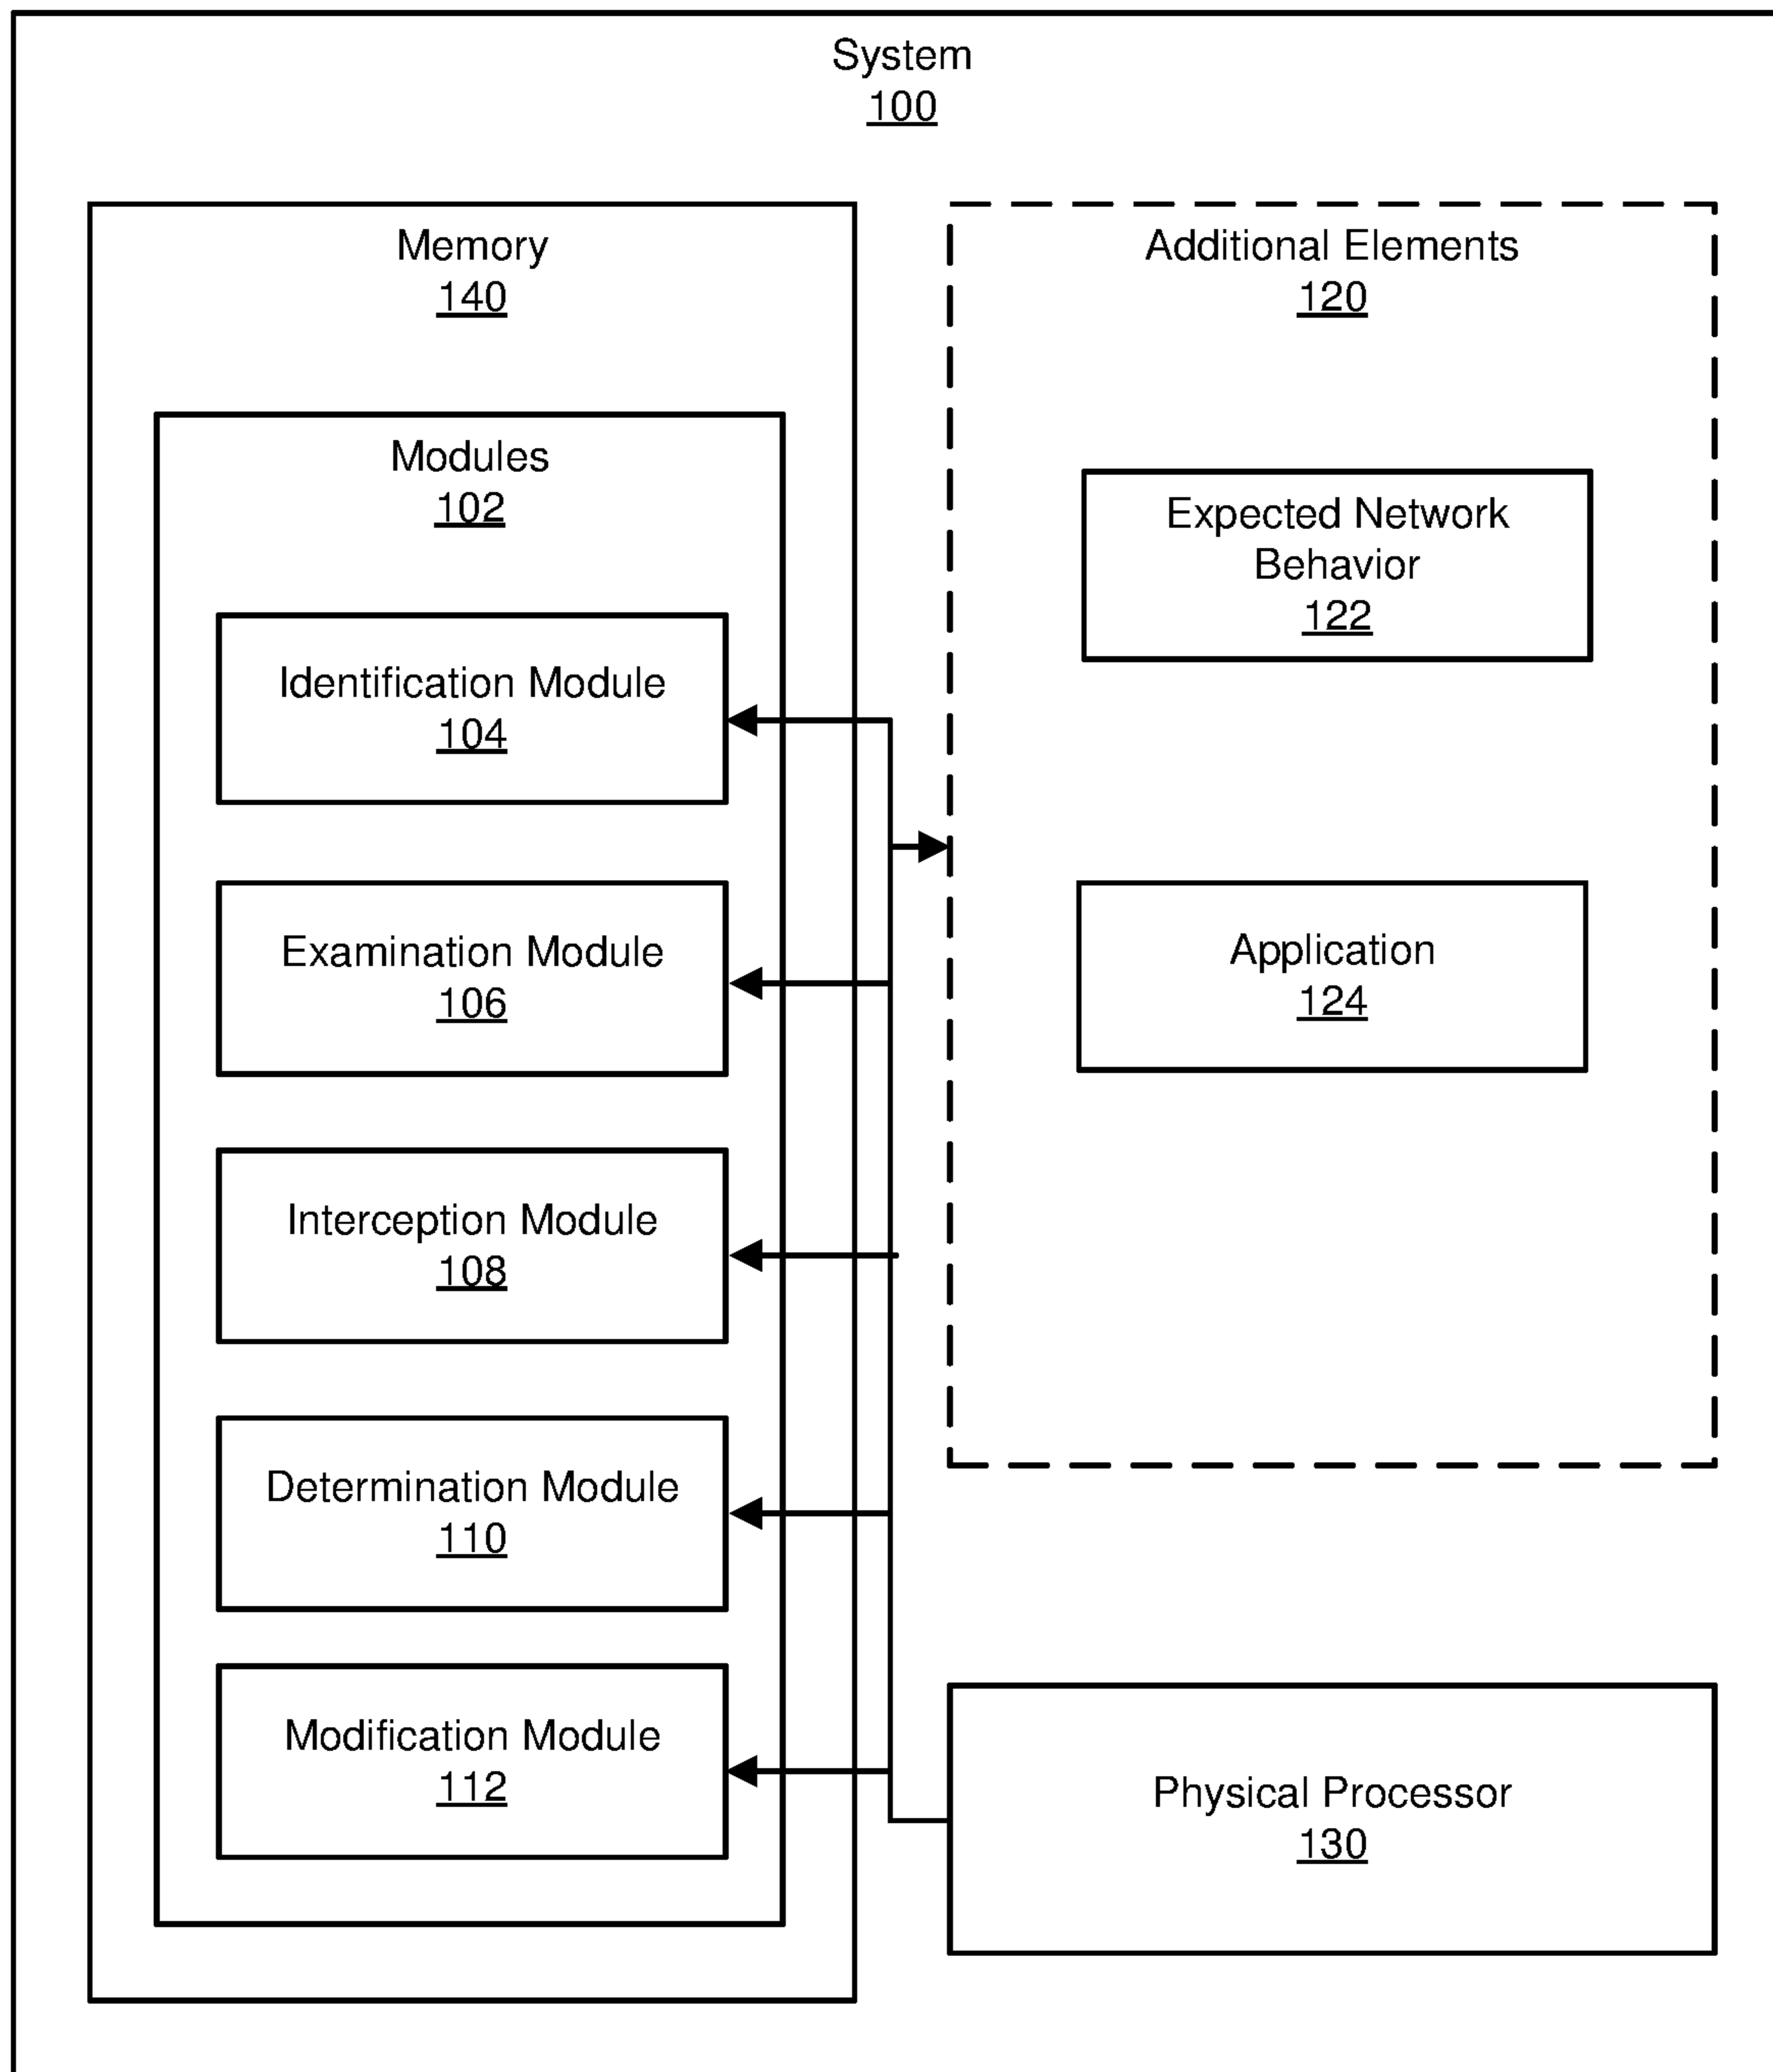 System
100
Memory
140
Modules
102
Identification Module
104
Examination Module
106
Interception Module
108
Determination Module
110
Modification Module
112
Additional Elements
120
Expected Network
Behavior
122
Application
124
Physical Processor
130